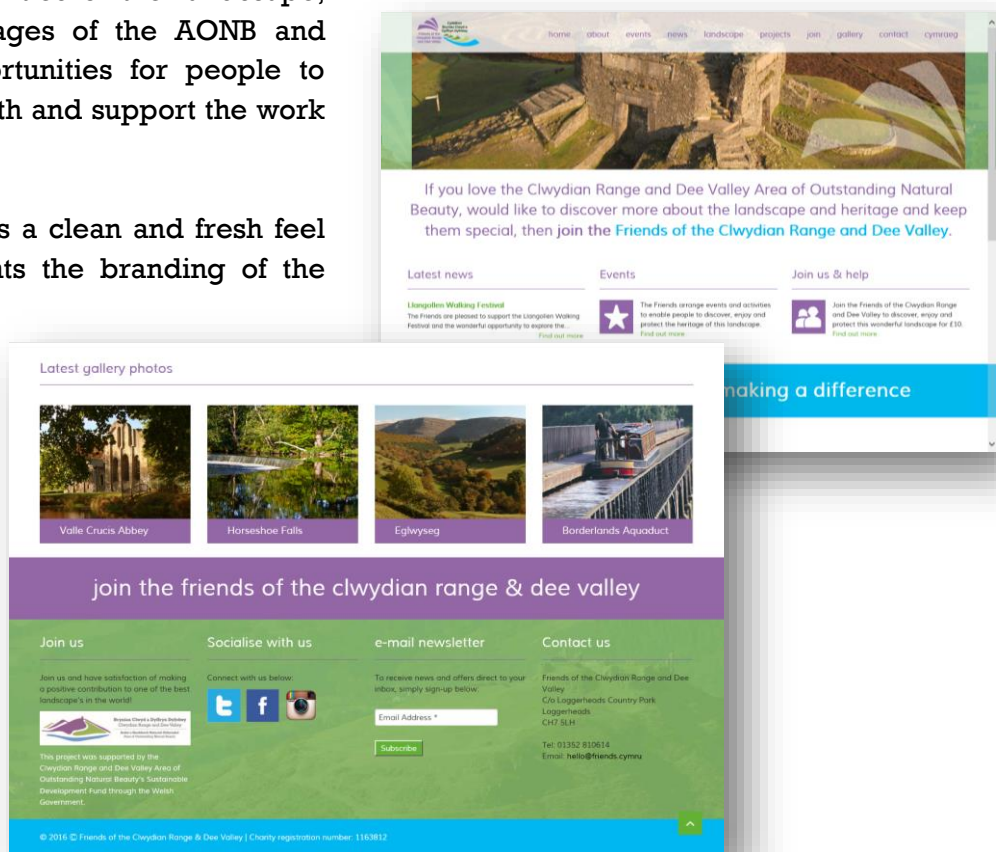 ages of the AONB and
ortunities for people to
th and support the work
s a clean and fresh feel
nts the branding of the
home about events news landscape projects join gallery contact cymraeg
If you love the Clwydian Range and Dee Valley Area of Outstanding Natural
Beauty, would like to discover more about the landscape and heritage and keep
them special, then join the Friends of the Clwydian Range and Dee Valley.
Latest news
Llangollen Walking Festival
The Friends are pleased to support the Llangollen Walking
Festival and the wonderful opportunity to explore the...
Find out more
Events
The Friends arrange events and activities
to enable people to discover, enjoy and
protect the heritage of this landscape.
Find out more
Join us & help
Join the Friends of the Clwydian Range
and Dee Valley to discover, enjoy and
protect this wonderful landscape for £10.
Find out more
making a difference
Latest gallery photos
Valle Crucis Abbey
Horseshoe Falls
Eglwyseg
Borderlands Aquaduct
join the friends of the clwydian range & dee valley
Join us
Join us and have satisfaction of making
a positive contribution to one of the best
landscape's in the world!
Bryniau Clwyd a Dyffryn Dyfrdwy
Clwydian Range and Dee Valley
This project was supported by the
Clwydian Range and Dee Valley Area of
Outstanding Natural Beauty's Sustainable
Development Fund through the Welsh
Government.
Socialise with us
Connect with us below:
e-mail newsletter
To receive news and offers direct to your
inbox, simply sign-up below:
Email Address *
Subscribe
Contact us
Friends of the Clwydian Range and Dee
Valley
C/o Loggerheads Country Park
Loggerheads
CH7 5LH
Tel: 01352 810614
Email: hello@friends.cymru
© 2016 © Friends of the Clwydian Range & Dee Valley | Charity registration number: 1163812